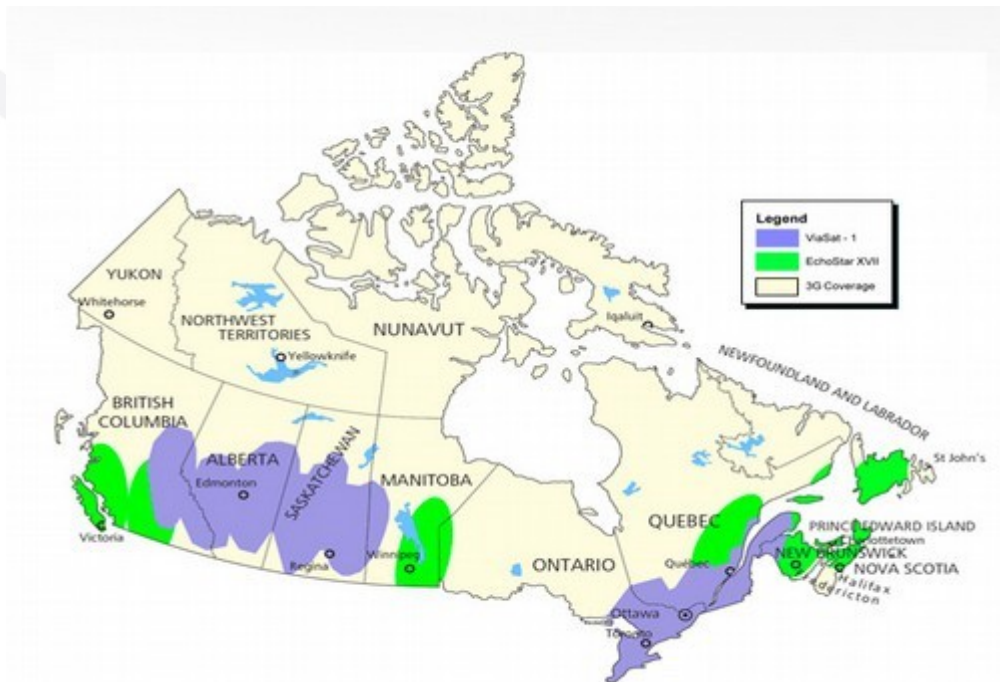 Legend
ViaSat - 1
EchoStar XVII
3G Coverage
YUKON
Whitehorse
NORTHWEST
TERRITORIES
Yellowknife
NUNAVUT
Iqaluit
NEWFOUNDLAND AND LABRADOR
St John's
BRITISH
COLUMBIA
Victoria
ALBERTA
Edmonton
SASKATCHEWAN
Regina
MANITOBA
Winnipeg
ONTARIO
Ottawa
Toronto
QUEBEC
Québec
PRINCE EDWARD ISLAND
Charlottetown
NEW BRUNSWICK
NOVA SCOTIA
Halifax
Fredericton